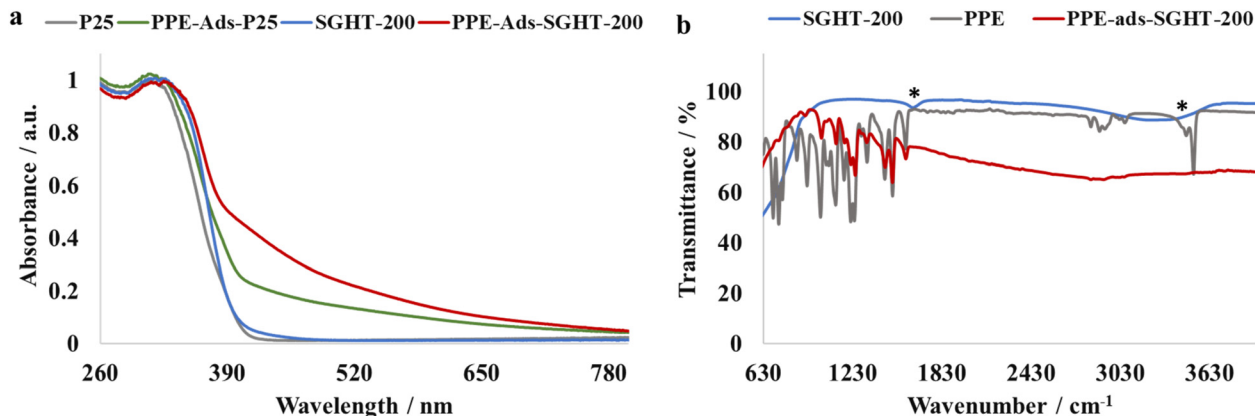 a
P25 PPE-Ads-P25 SGHT-200 PPE-Ads-SGHT-200
Absorbance / a.u.
1
0.8
0.6
0.4
0.2
0
260 390 520 650 780
Wavelength / nm
b
SGHT-200 PPE PPE-ads-SGHT-200
Transmittance / %
100
80
60
40
20
0
* *
630 1230 1830 2430 3030 3630
Wavenumber / cm⁻¹